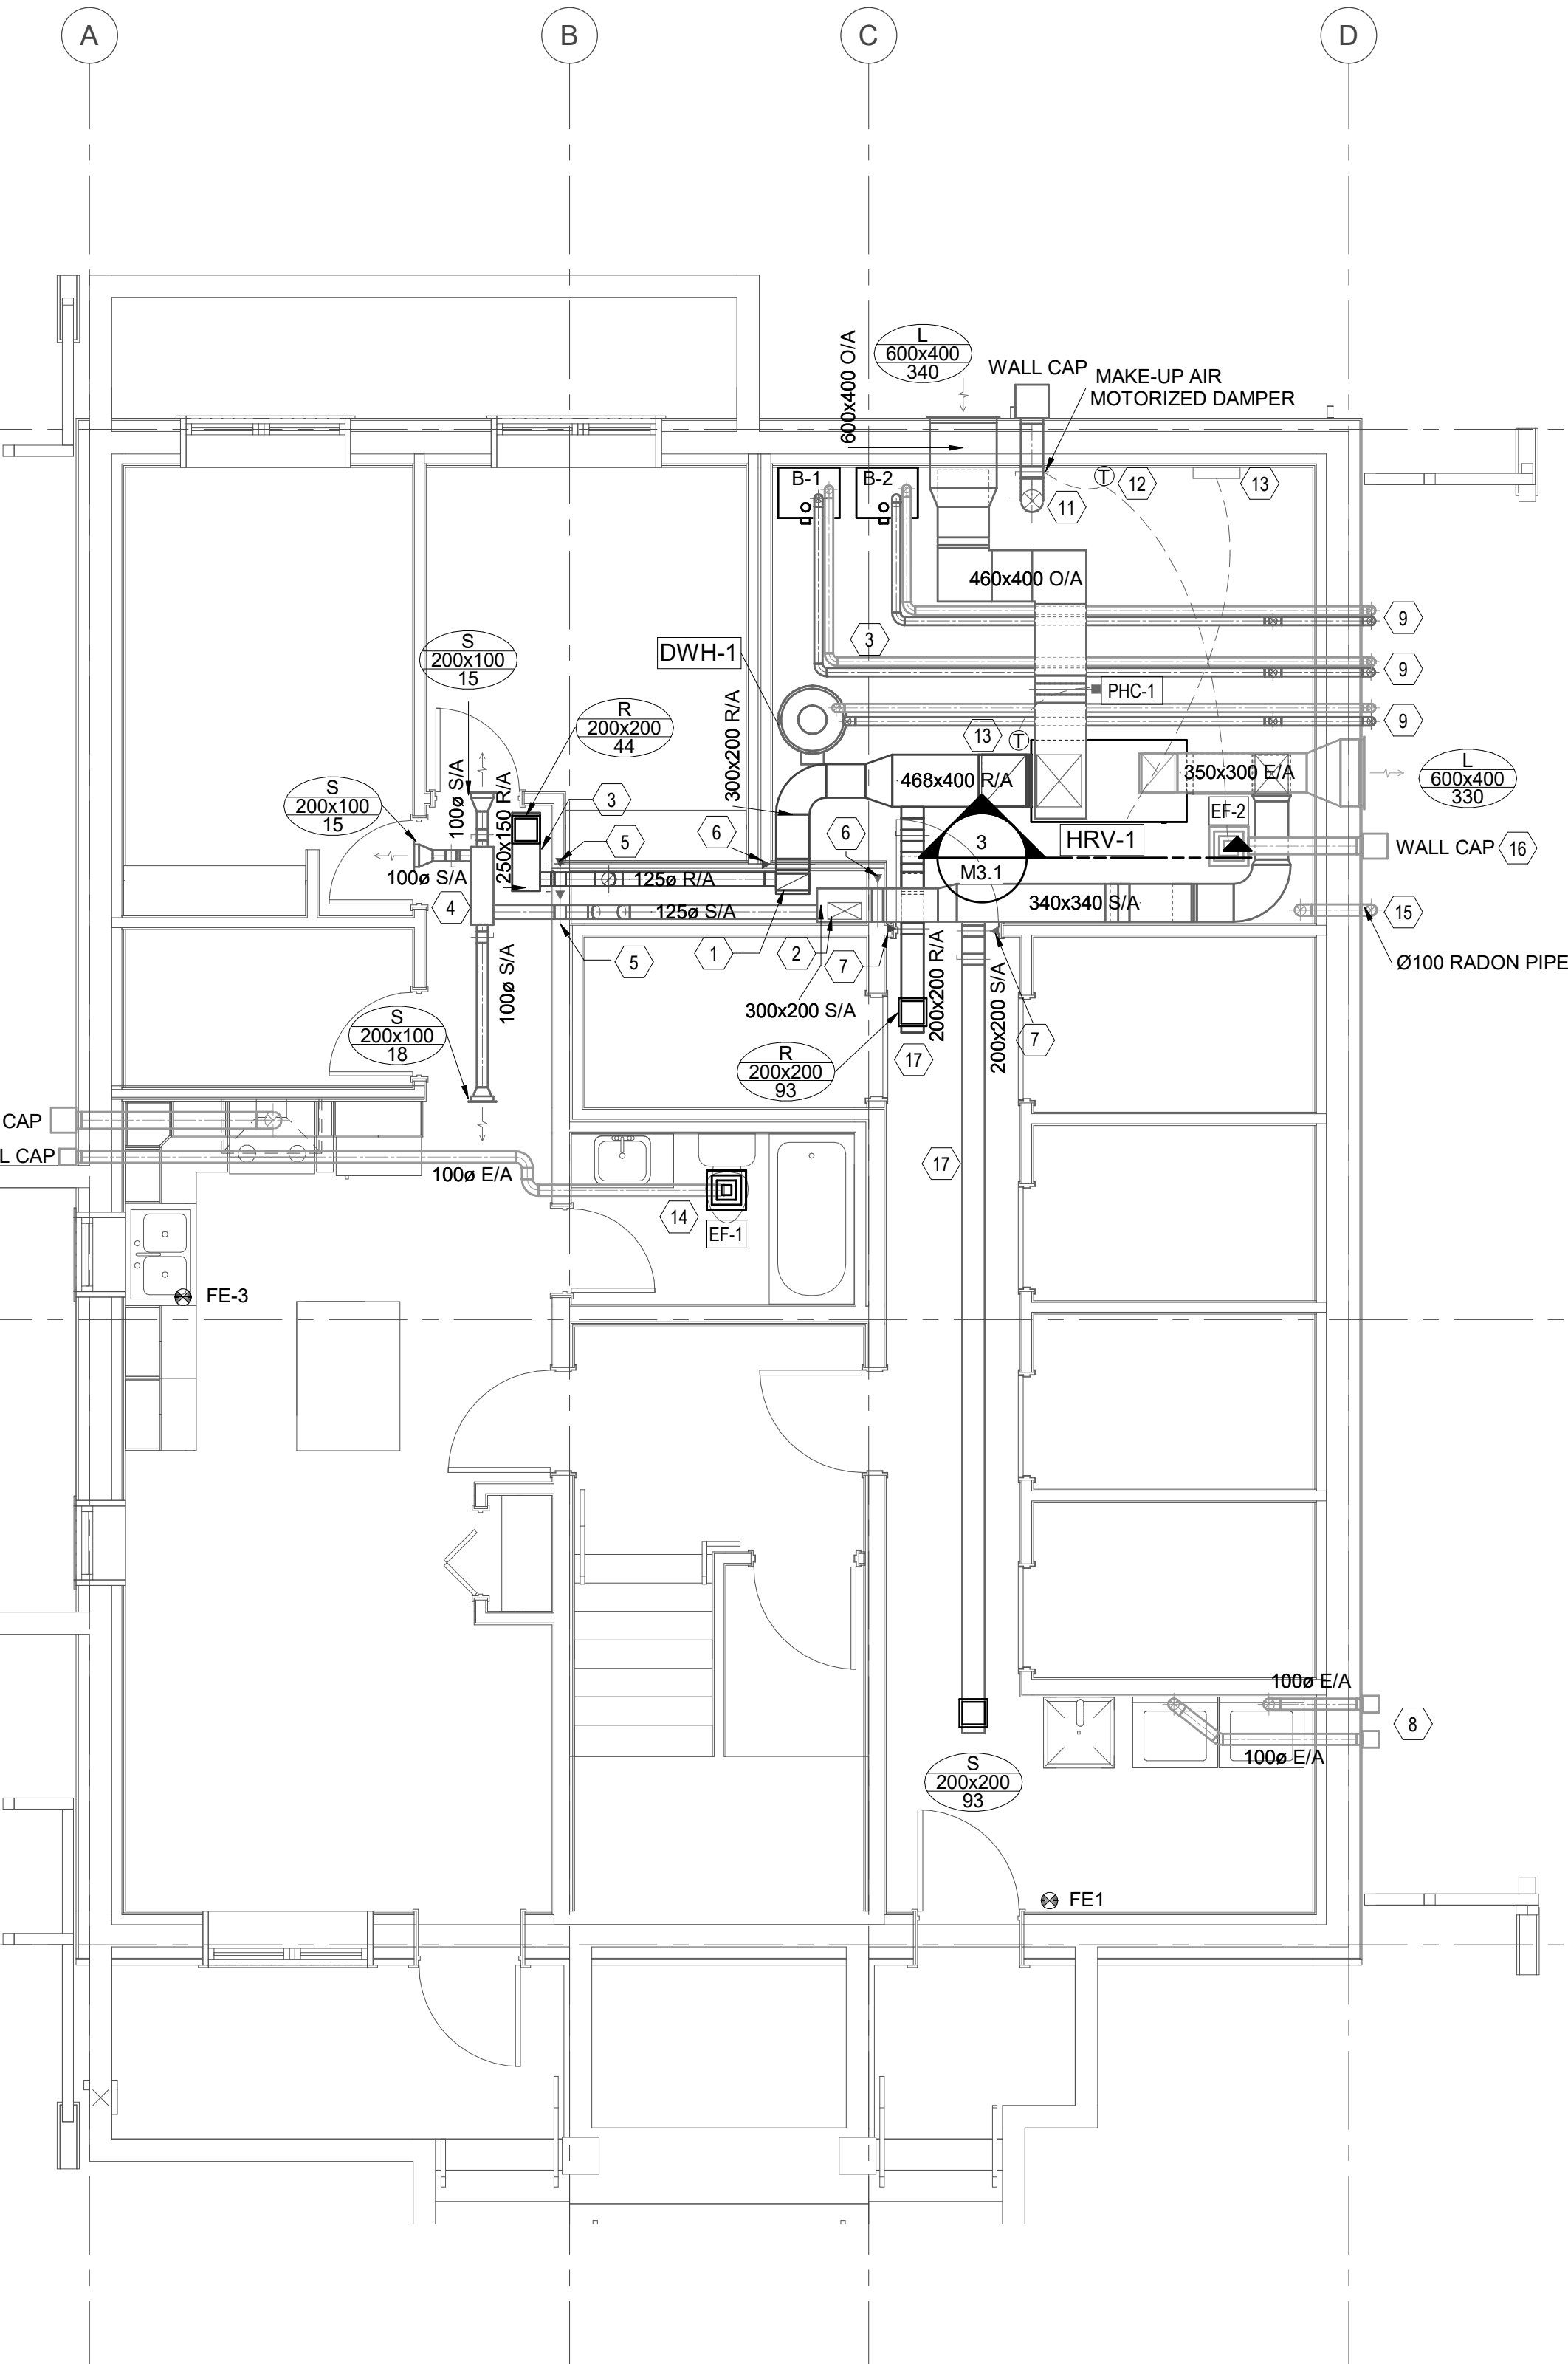 A
B
C
D
600x400 O/A
L
600x400
340
WALL CAP
MAKE-UP AIR
MOTORIZED DAMPER
B-1
B-2
T
12
13
11
460x400 O/A
9
3
DWH-1
S
200x100
15
9
PHC-1
R
200x200
44
9
300x200 R/A
13
T
468x400 R/A
350x300 E/A
L
600x400
330
100ø S/A
250x150 R/A
S
200x100
15
3
EF-2
5
6
6
3
M3.1
HRV-1
WALL CAP
16
100ø S/A
125ø R/A
4
125ø S/A
340x340 S/A
15
100ø S/A
5
1
2
7
200x200 R/A
200x200 S/A
Ø100 RADON PIPE
300x200 S/A
S
200x100
18
R
200x200
93
17
7
CAP
L CAP
100ø E/A
17
14
EF-1
FE-3
100ø E/A
8
100ø E/A
S
200x200
93
FE1